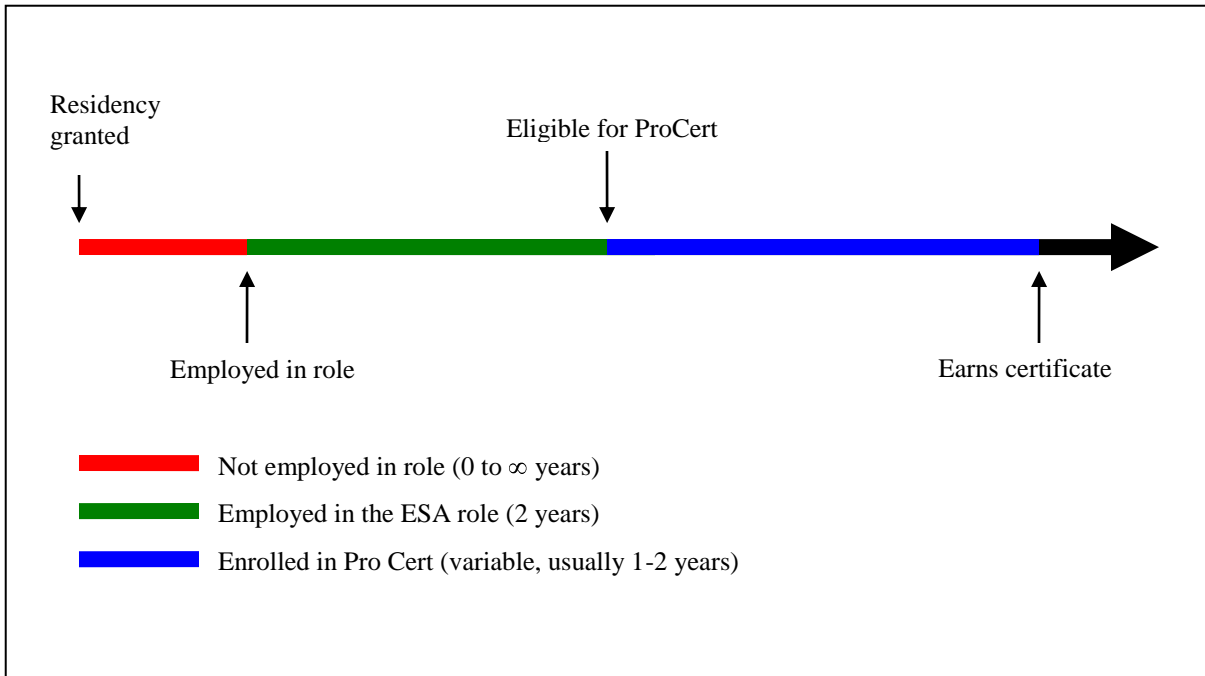 Residency
granted
Eligible for ProCert
Employed in role
Earns certificate
Not employed in role (0 to ∞ years)
Employed in the ESA role (2 years)
Enrolled in Pro Cert (variable, usually 1-2 years)